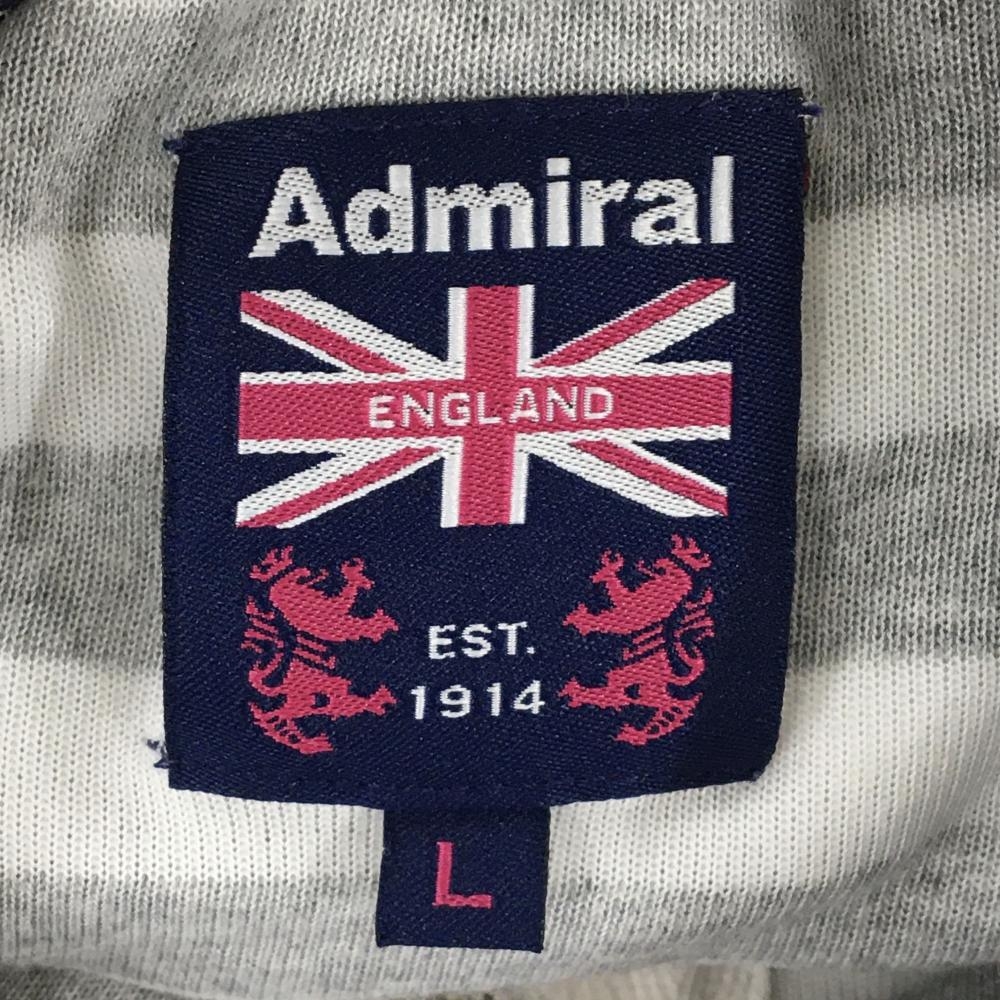 Admiral
ENGLAND
EST.
1914
L